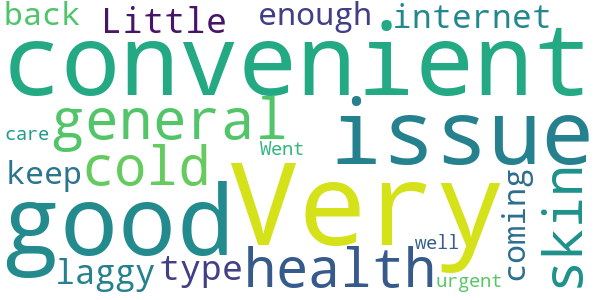 back
Little
enough
internet
convenient
general
issue
cold
Went
care
keep
good
Very
coming
skin
laggy
type
health
well
urgent